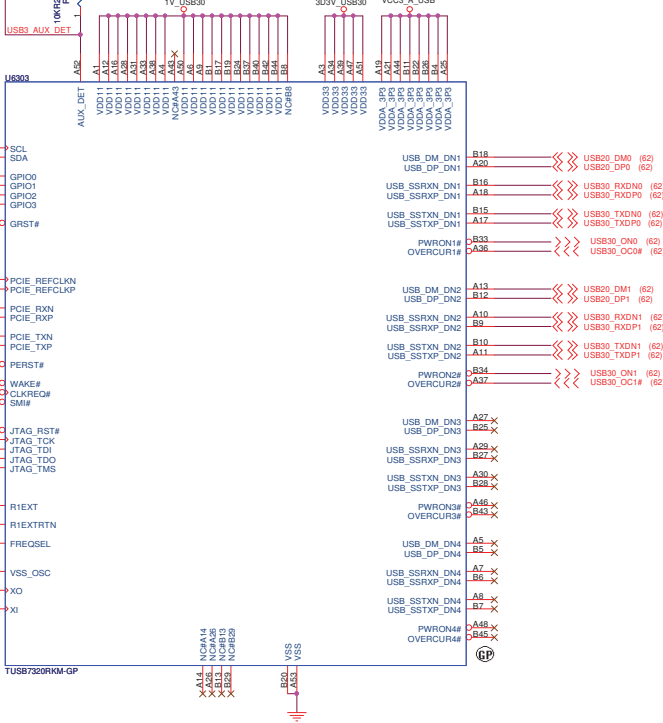 1V_USB30
3D3V_USB30
VCC3_A_USB
10KR2
USB3_AUX_DET
1
A52
A1
A12
A16
A28
A31
A33
A38
A4
A43
A50
A6
A9
B1
B17
B19
B24
B37
B40
B42
B44
B8
A3
A34
A39
A47
A51
A19
A21
A44
B11
B22
B26
B4
A25
U6303
AUX_DET
VDD11
VDD11
VDD11
VDD11
VDD11
VDD11
VDD11
VDD11
NC#A43
VDD11
VDD11
VDD11
VDD11
VDD11
VDD11
VDD11
VDD11
VDD11
VDD11
VDD11
NC#B8
VDD33
VDD33
VDD33
VDD33
VDD33
VDDA_3P3
VDDA_3P3
VDDA_3P3
VDDA_3P3
VDDA_3P3
VDDA_3P3
VDDA_3P3
VDDA_3P3
SCL
SDA
GPIO0
GPIO1
GPIO2
GPIO3
GRST#
PCIE_REFCLKN
PCIE_REFCLKP
PCIE_RXN
PCIE_RXP
PCIE_TXN
PCIE_TXP
PERST#
WAKE#
CLKREQ#
SMI#
JTAG_RST#
JTAG_TCK
JTAG_TDI
JTAG_TDO
JTAG_TMS
R1EXT
R1EXTRTN
FREQSEL
VSS_OSC
XO
XI
USB_DM_DN1 B18 USB20_DM0 (62)
USB_DP_DN1 A20 USB20_DP0 (62)
USB_SSRXN_DN1 B16 USB30_RXDN0 (62)
USB_SSRXP_DN1 A18 USB30_RXDP0 (62)
USB_SSTXN_DN1 B15 USB30_TXDN0 (62)
USB_SSTXP_DN1 A17 USB30_TXDP0 (62)
PWRON1# B33 USB30_ON0 (62)
OVERCUR1# A36 USB30_OC0# (62)
USB_DM_DN2 A13 USB20_DM1 (62)
USB_DP_DN2 B12 USB20_DP1 (62)
USB_SSRXN_DN2 A10 USB30_RXDN1 (62)
USB_SSRXP_DN2 B9 USB30_RXDP1 (62)
USB_SSTXN_DN2 B10 USB30_TXDN1 (62)
USB_SSTXP_DN2 A11 USB30_TXDP1 (62)
PWRON2# B34 USB30_ON1 (62)
OVERCUR2# A37 USB30_OC1# (62)
USB_DM_DN3 A27
USB_DP_DN3 B25
USB_SSRXN_DN3 A29
USB_SSRXP_DN3 B27
USB_SSTXN_DN3 A30
USB_SSTXP_DN3 B28
PWRON3# A46
OVERCUR3# B43
USB_DM_DN4 A5
USB_DP_DN4 B5
USB_SSRXN_DN4 A7
USB_SSRXP_DN4 B6
USB_SSTXN_DN4 A8
USB_SSTXP_DN4 B7
PWRON4# A48
OVERCUR4# B45
GP
NC#A14
NC#A26
NC#B13
NC#B29
VSS
VSS
TUSB7320RKM-GP
A14
A26
B13
B29
B20
A53